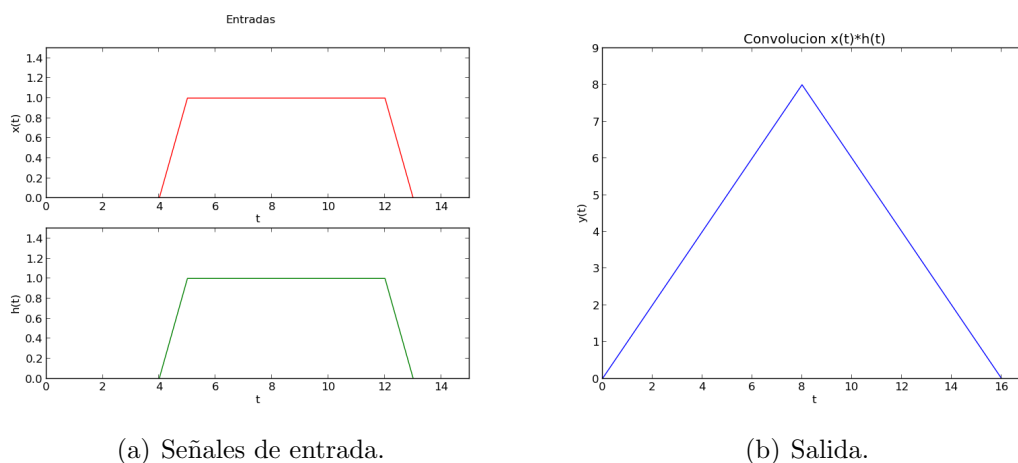 Entradas
1.4
1.2
1.0
0.8
0.6
0.4
0.2
0.0
x(t)
0 2 4 6 8 10 12 14
t
1.4
1.2
1.0
0.8
0.6
0.4
0.2
0.0
h(t)
0 2 4 6 8 10 12 14
t
(a) Señales de entrada.
Convolucion x(t)*h(t)
9
8
7
6
5
4
3
2
1
0
y(t)
0 2 4 6 8 10 12 14 16
t
(b) Salida.